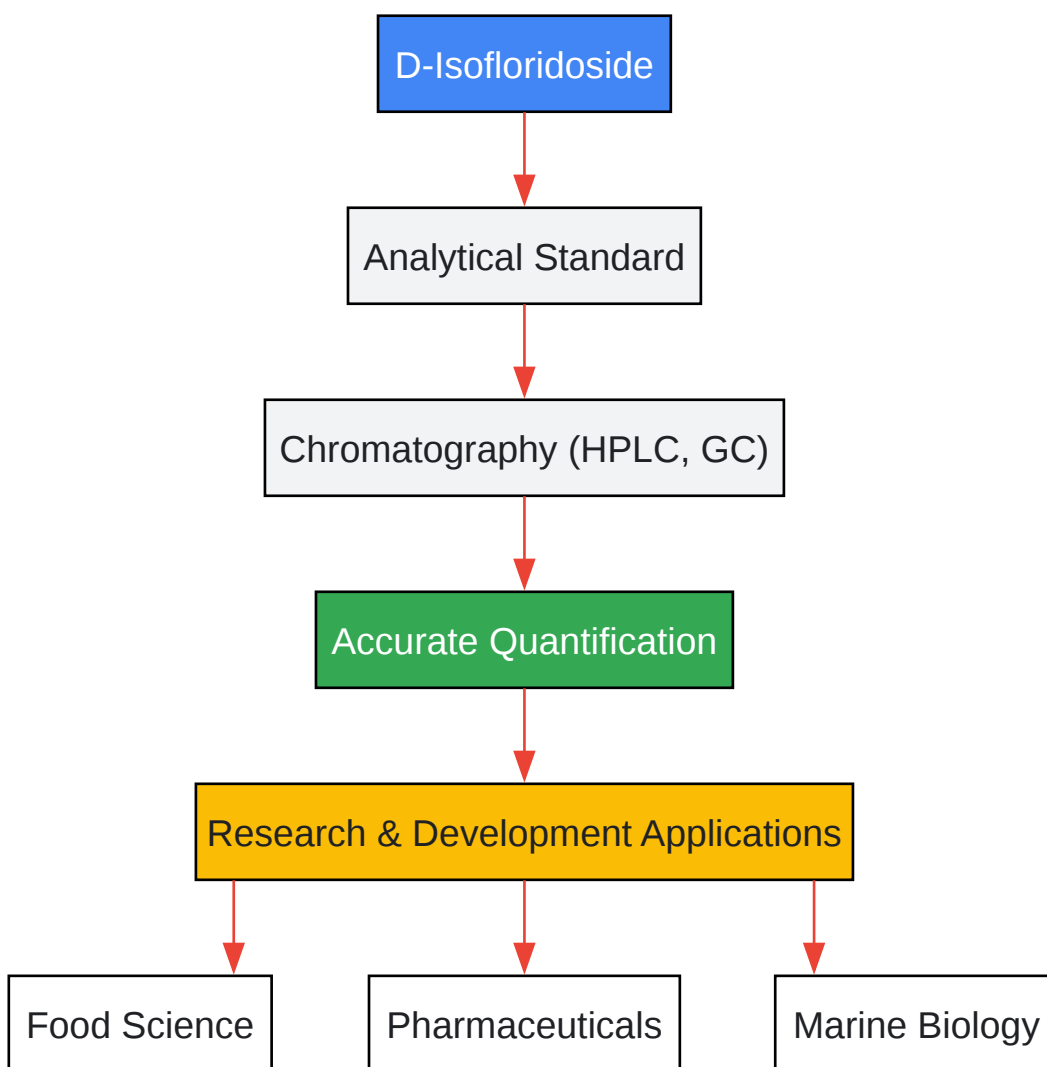 D-Isofloridoside
Analytical Standard
Chromatography (HPLC, GC)
Accurate Quantification
Research & Development Applications
Food Science
Pharmaceuticals
Marine Biology